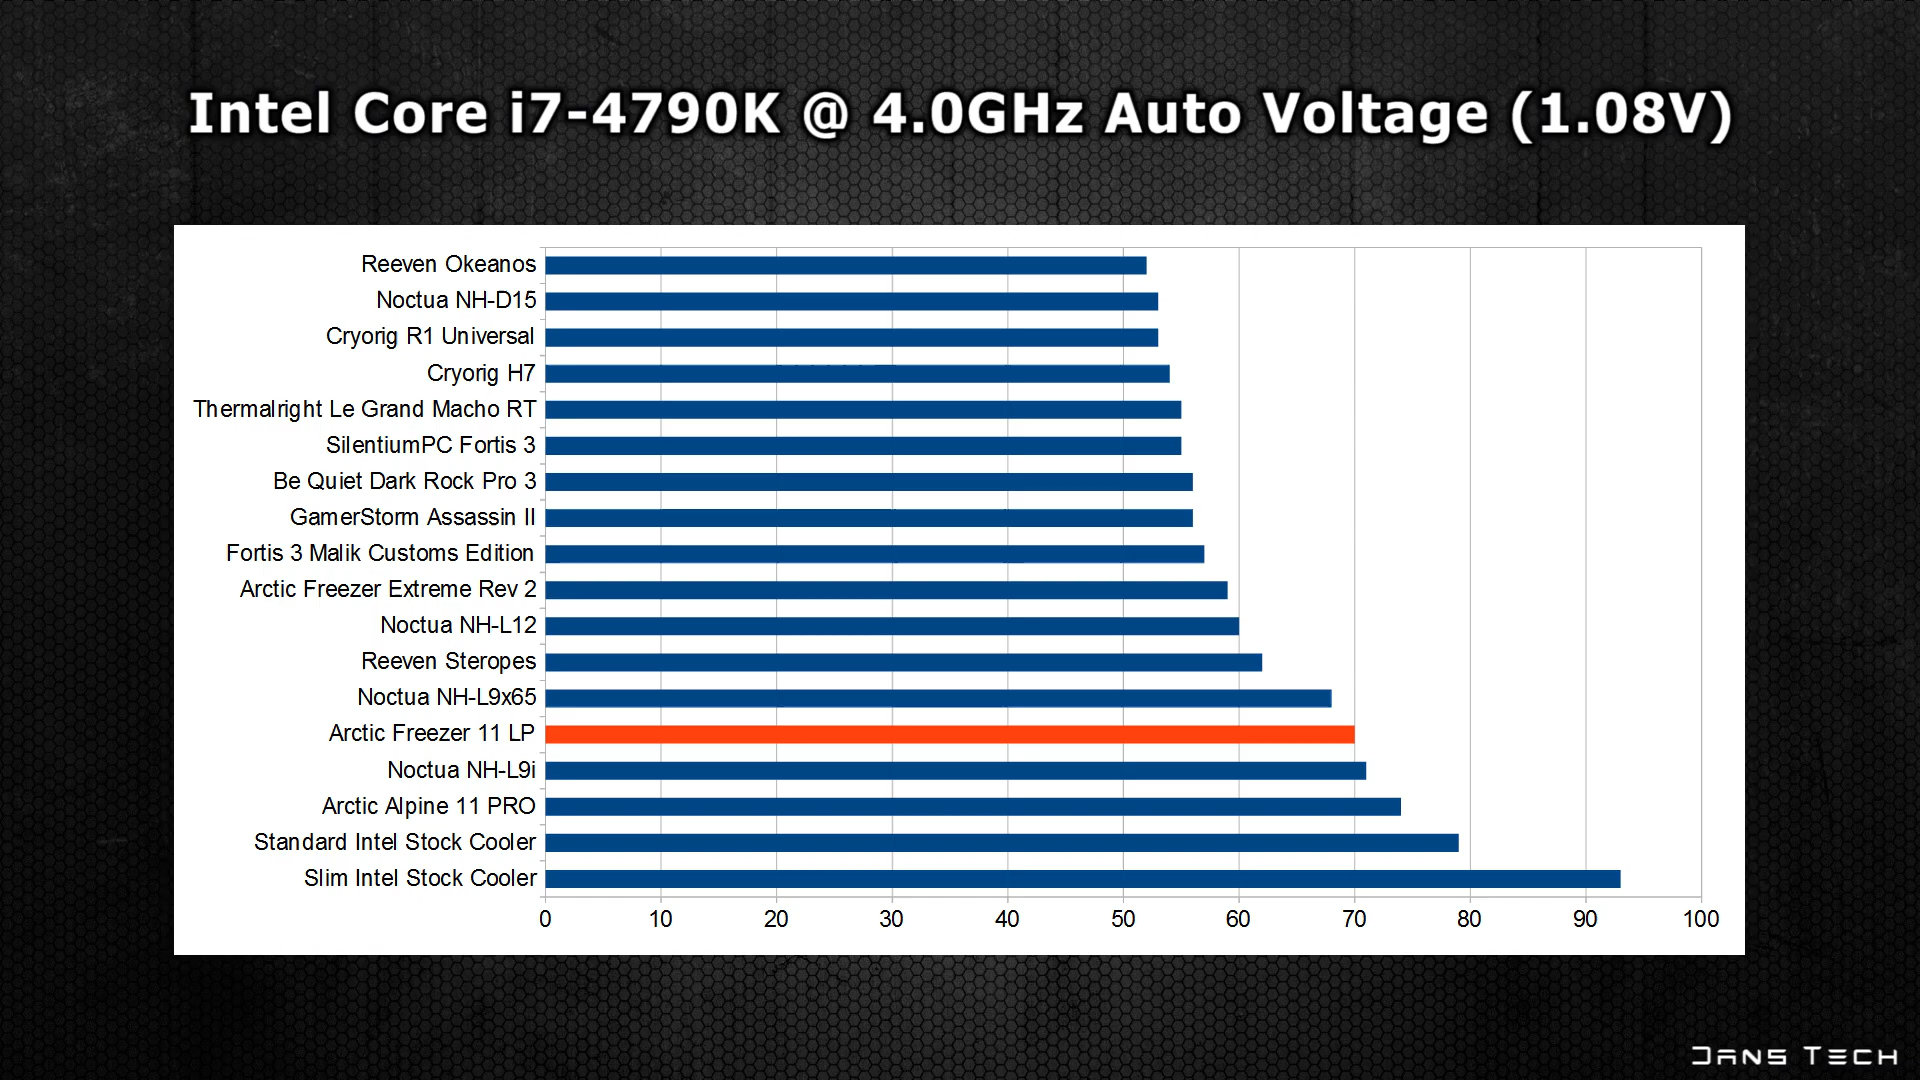 Intel Core i7-4790K @ 4.0GHz Auto Voltage (1.08V)
Reeven Okeanos
Noctua NH-D15
Cryorig R1 Universal
Cryorig H7
Thermalright Le Grand Macho RT
SilentiumPC Fortis 3
Be Quiet Dark Rock Pro 3
GamerStorm Assassin II
Fortis 3 Malik Customs Edition
Arctic Freezer Extreme Rev 2
Noctua NH-L12
Reeven Steropes
Noctua NH-L9x65
Arctic Freezer 11 LP
Noctua NH-L9i
Arctic Alpine 11 PRO
Standard Intel Stock Cooler
Slim Intel Stock Cooler
0 10 20 30 40 50 60 70 80 90 100
DANS TECH